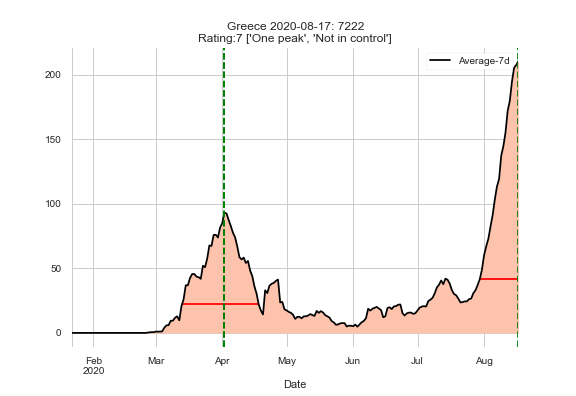 Greece 2020-08-17: 7222
Rating:7 ['One peak', 'Not in control']
Average-7d
200
150
100
50
0
Feb
2020
Mar
Apr
May
Jun
Jul
Aug
Date